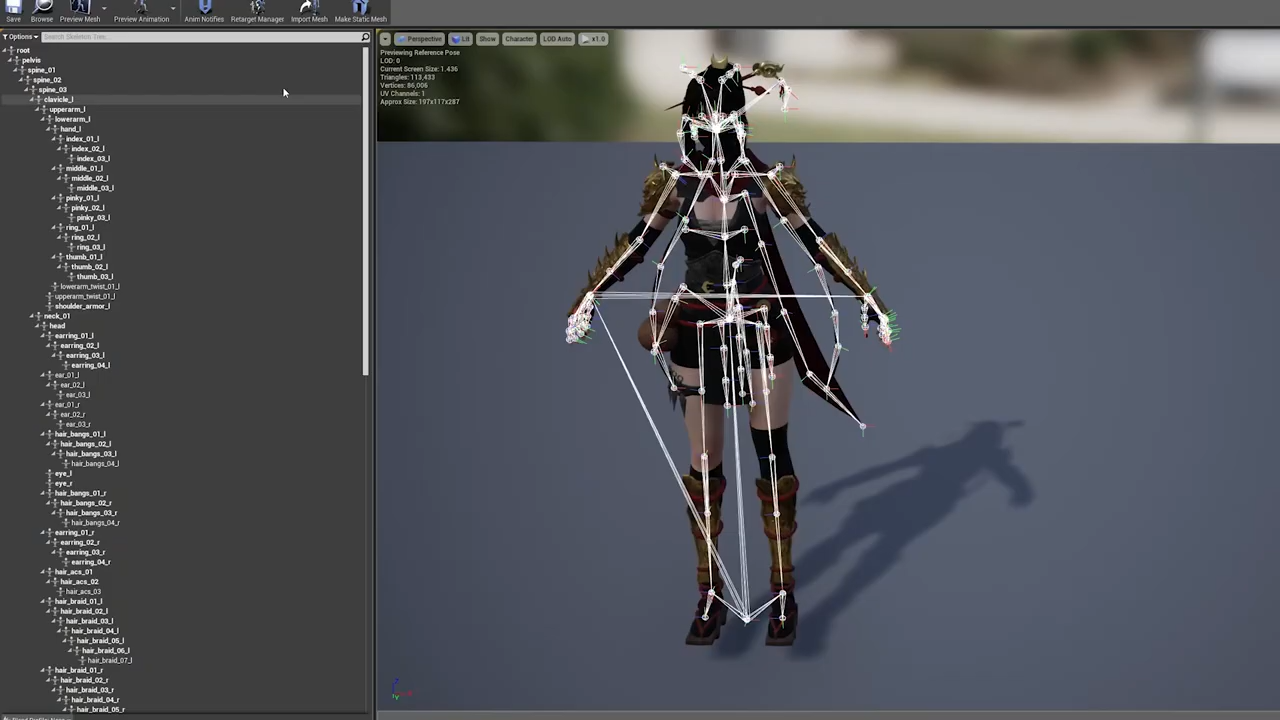 Save
Browse
Preview Mesh
Preview Animation
Anim Notifies
Retarget Manager
Import Mesh
Make Static Mesh
Options
Search Skeleton Tree...
root
pelvis
spine_01
spine_02
spine_03
clavicle_l
upperarm_l
lowerarm_l
hand_l
index_01_l
index_02_l
index_03_l
middle_01_l
middle_02_l
middle_03_l
pinky_01_l
pinky_02_l
pinky_03_l
ring_01_l
ring_02_l
ring_03_l
thumb_01_l
thumb_02_l
thumb_03_l
lowerarm_twist_01_l
upperarm_twist_01_l
shoulder_armor_l
neck_01
head
earring_01_l
earring_02_l
earring_03_l
earring_04_l
ear_01_l
ear_02_l
ear_03_l
ear_01_r
ear_02_r
ear_03_r
hair_bangs_01_l
hair_bangs_02_l
hair_bangs_03_l
hair_bangs_04_l
eye_l
eye_r
hair_bangs_01_r
hair_bangs_02_r
hair_bangs_03_r
hair_bangs_04_r
earring_01_r
earring_02_r
earring_03_r
earring_04_r
hair_acs_01
hair_acs_02
hair_acs_03
hair_braid_01_l
hair_braid_02_l
hair_braid_03_l
hair_braid_04_l
hair_braid_05_l
hair_braid_06_l
hair_braid_07_l
hair_braid_01_r
hair_braid_02_r
hair_braid_03_r
hair_braid_04_r
hair_braid_05_r
Perspective
Lit
Show
Character
LOD Auto
x1.0
Previewing Reference Pose
LOD: 0
Current Screen Size: 1.436
Triangles: 113,433
Vertices: 86,006
UV Channels: 1
Approx Size: 197x117x287